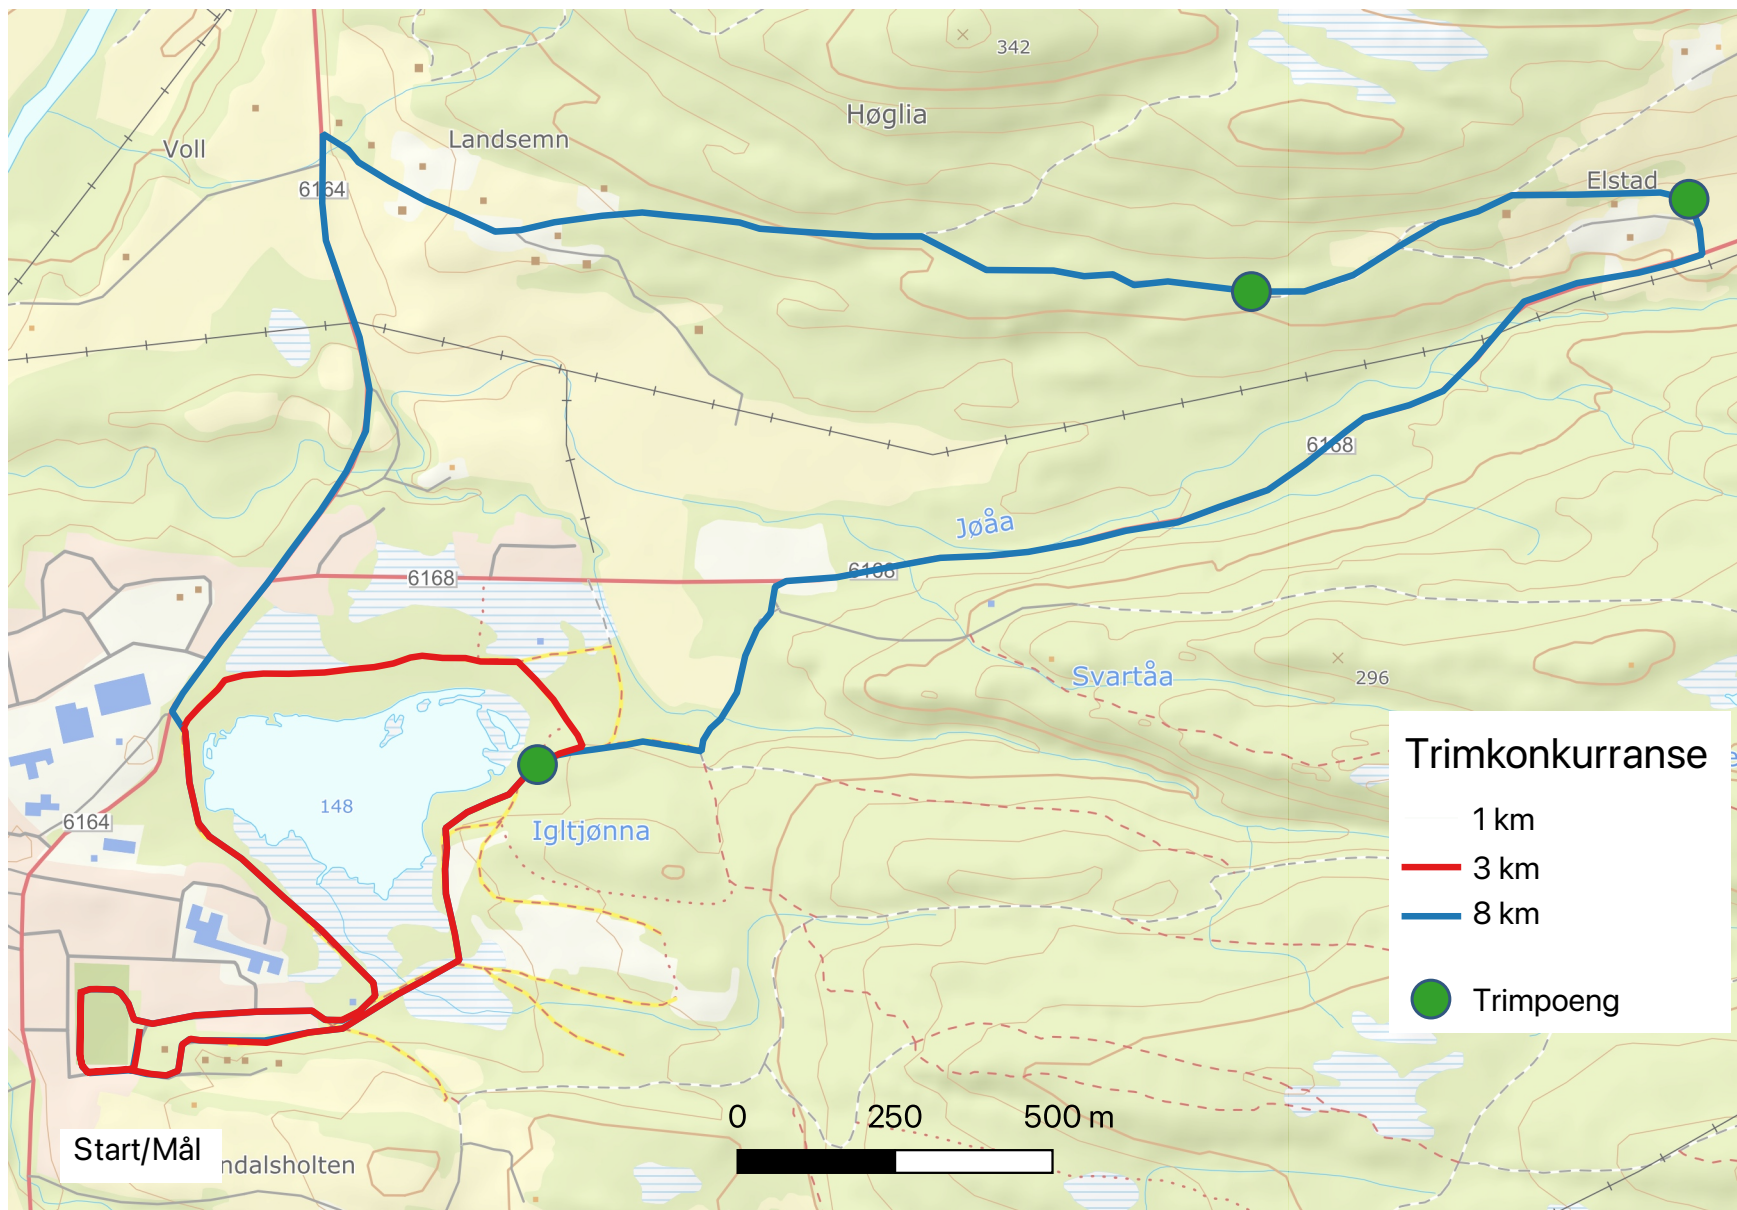 342
Høglia
Landsemn
Voll
6164
Elstad
6168
Jøåa
6168
6168
Svartåa
296
Trimkonkurranse
1 km
3 km
8 km
Trimpoeng
148
6164
Igltjønna
0 250 500 m
Start/Mål
ndalsholten